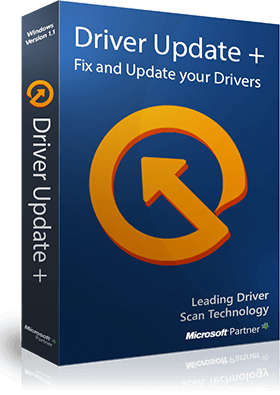 Windows
Version 1.1
Driver Update +
Driver Update +
Fix and Update your Drivers
Leading Driver
Scan Technology
Microsoft Partner